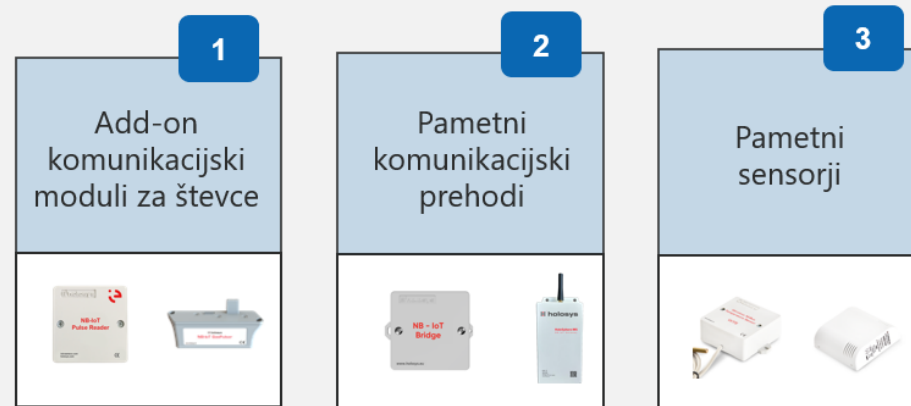 1
Add-on
komunikacijski
moduli za števce
holosys
NB-IoT
Pulse Reader
2
Pametni
komunikacijski
prehodi
NB - IoT
Bridge
holosys
3
Pametni
sensorji